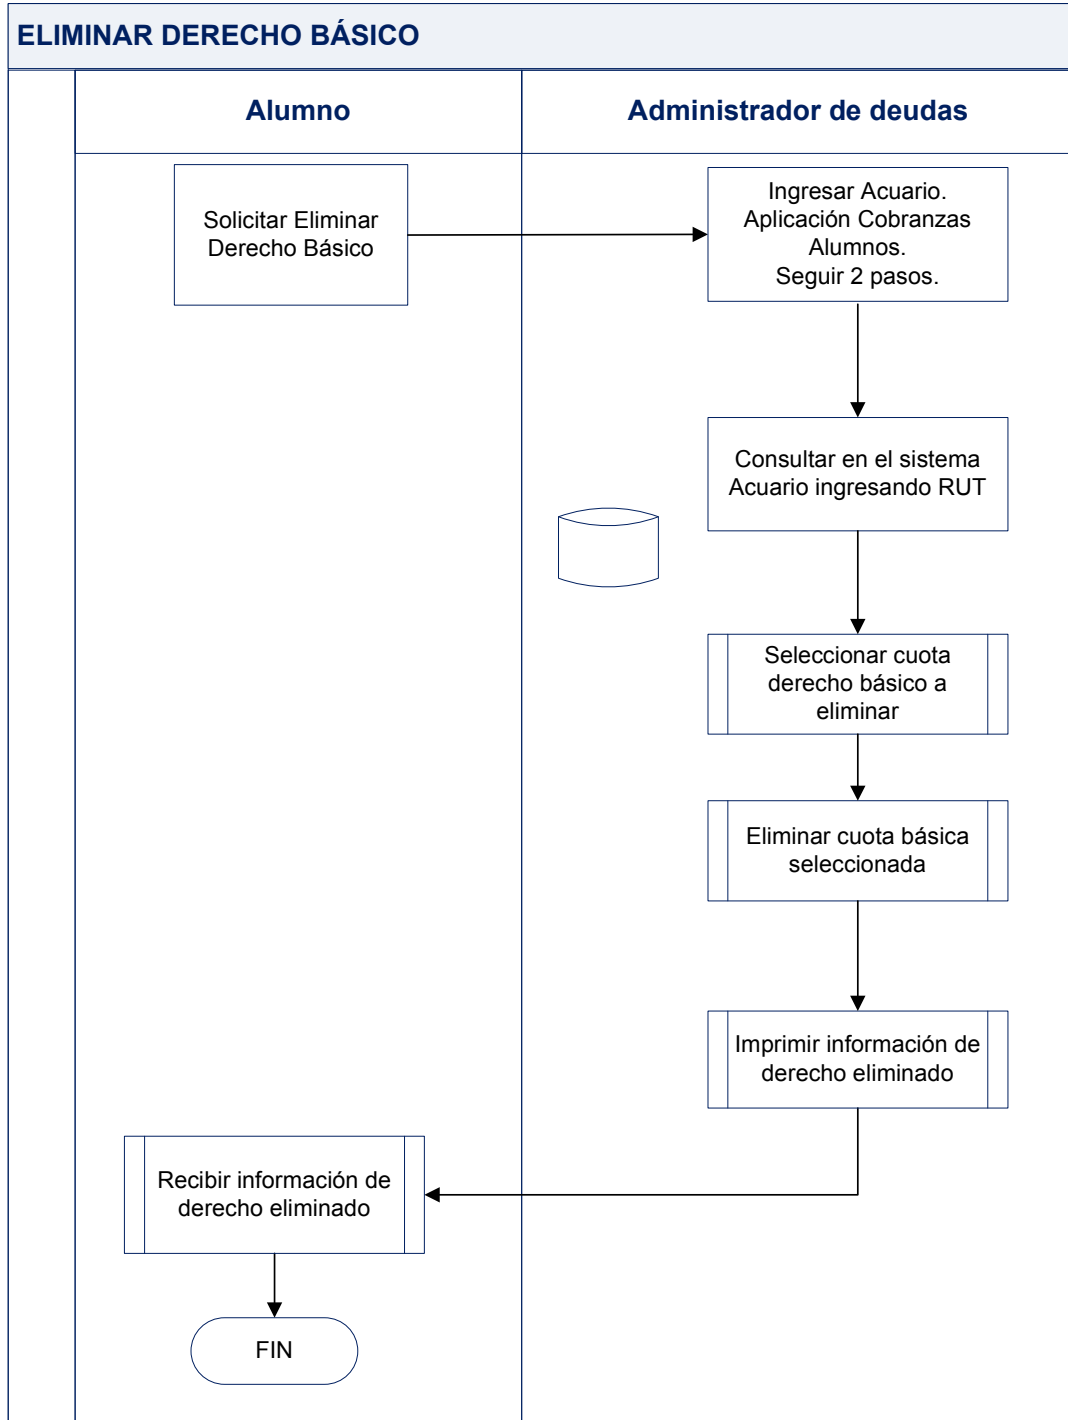 ELIMINAR DERECHO BÁSICO
Alumno
Administrador de deudas
Solicitar Eliminar
Derecho Básico
Ingresar Acuario.
Aplicación Cobranzas
Alumnos.
Seguir 2 pasos.
Consultar en el sistema
Acuario ingresando RUT
Seleccionar cuota
derecho básico a
eliminar
Eliminar cuota básica
seleccionada
Imprimir información de
derecho eliminado
Recibir información de
derecho eliminado
FIN